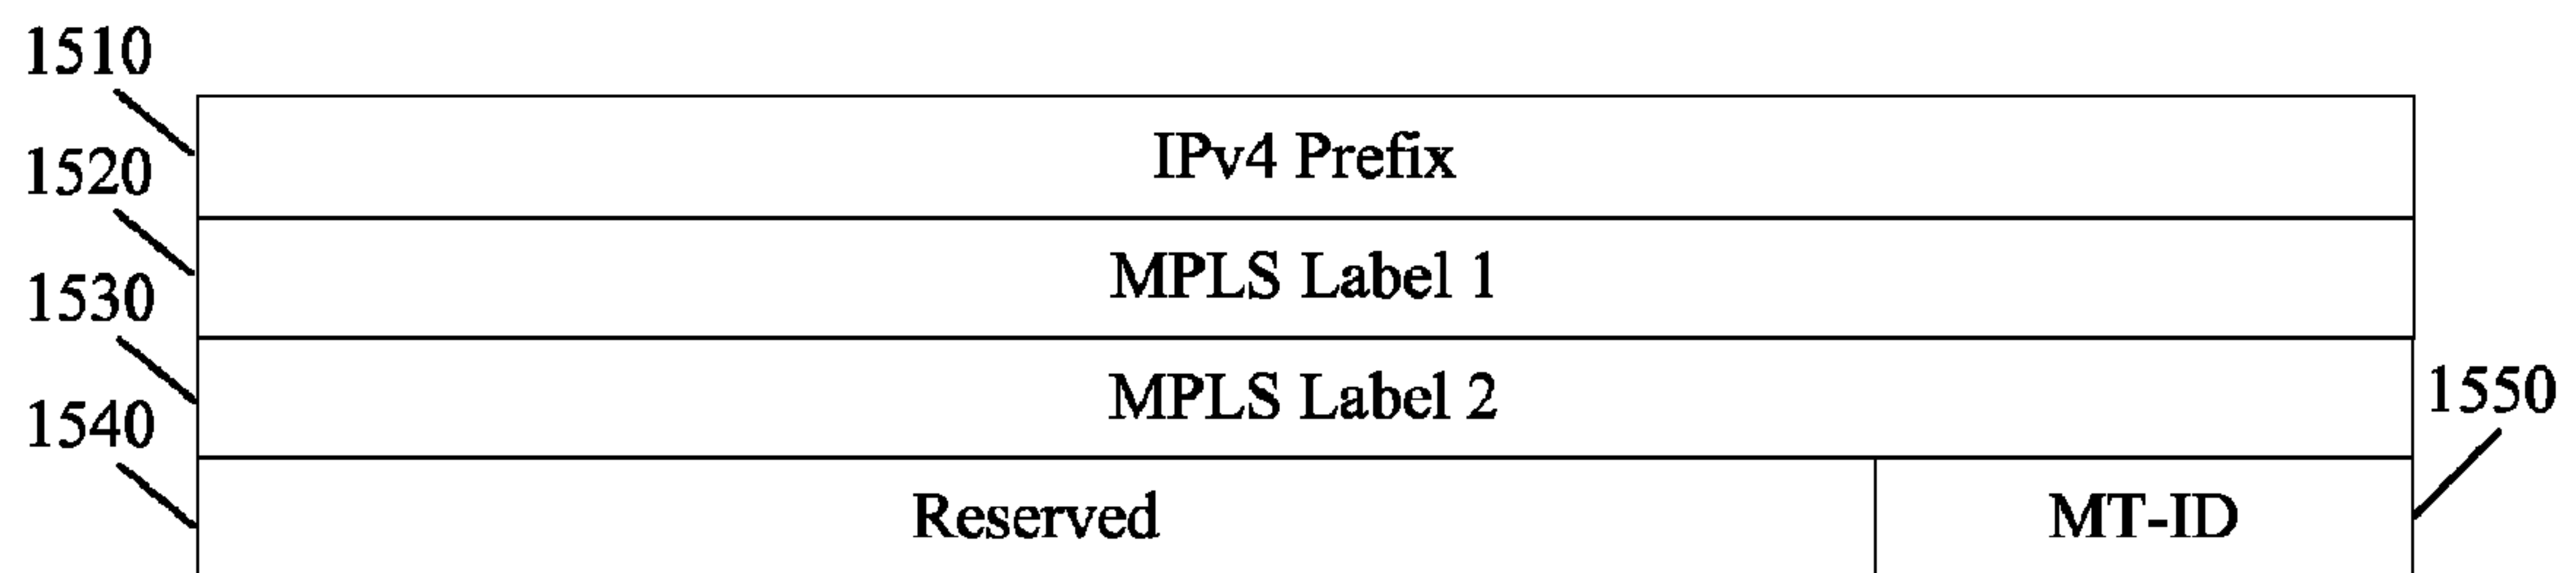 1510
IPv4 Prefix
1520
MPLS Label 1
1530
MPLS Label 2
1550
1540
Reserved MT-ID